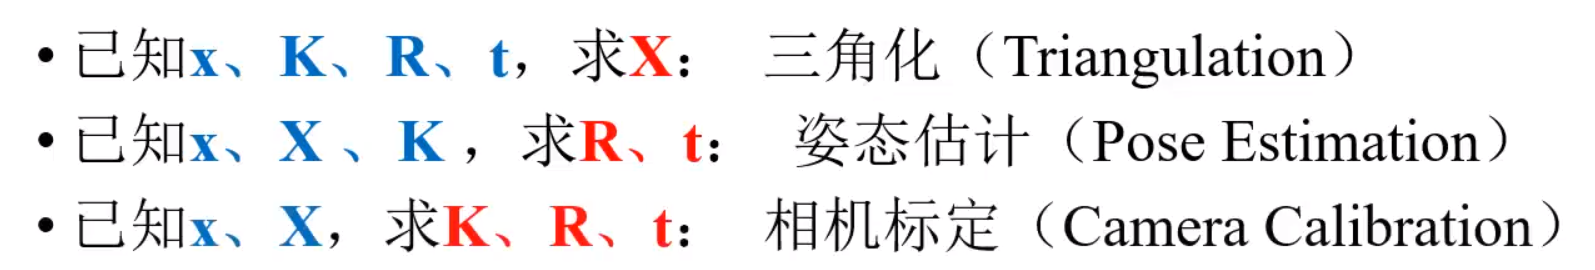 • 已知x、K、R、t，求X： 三角化（Triangulation）
• 已知x、X、K，求R、t： 姿态估计（Pose Estimation）
• 已知x、X，求K、R、t： 相机标定（Camera Calibration）